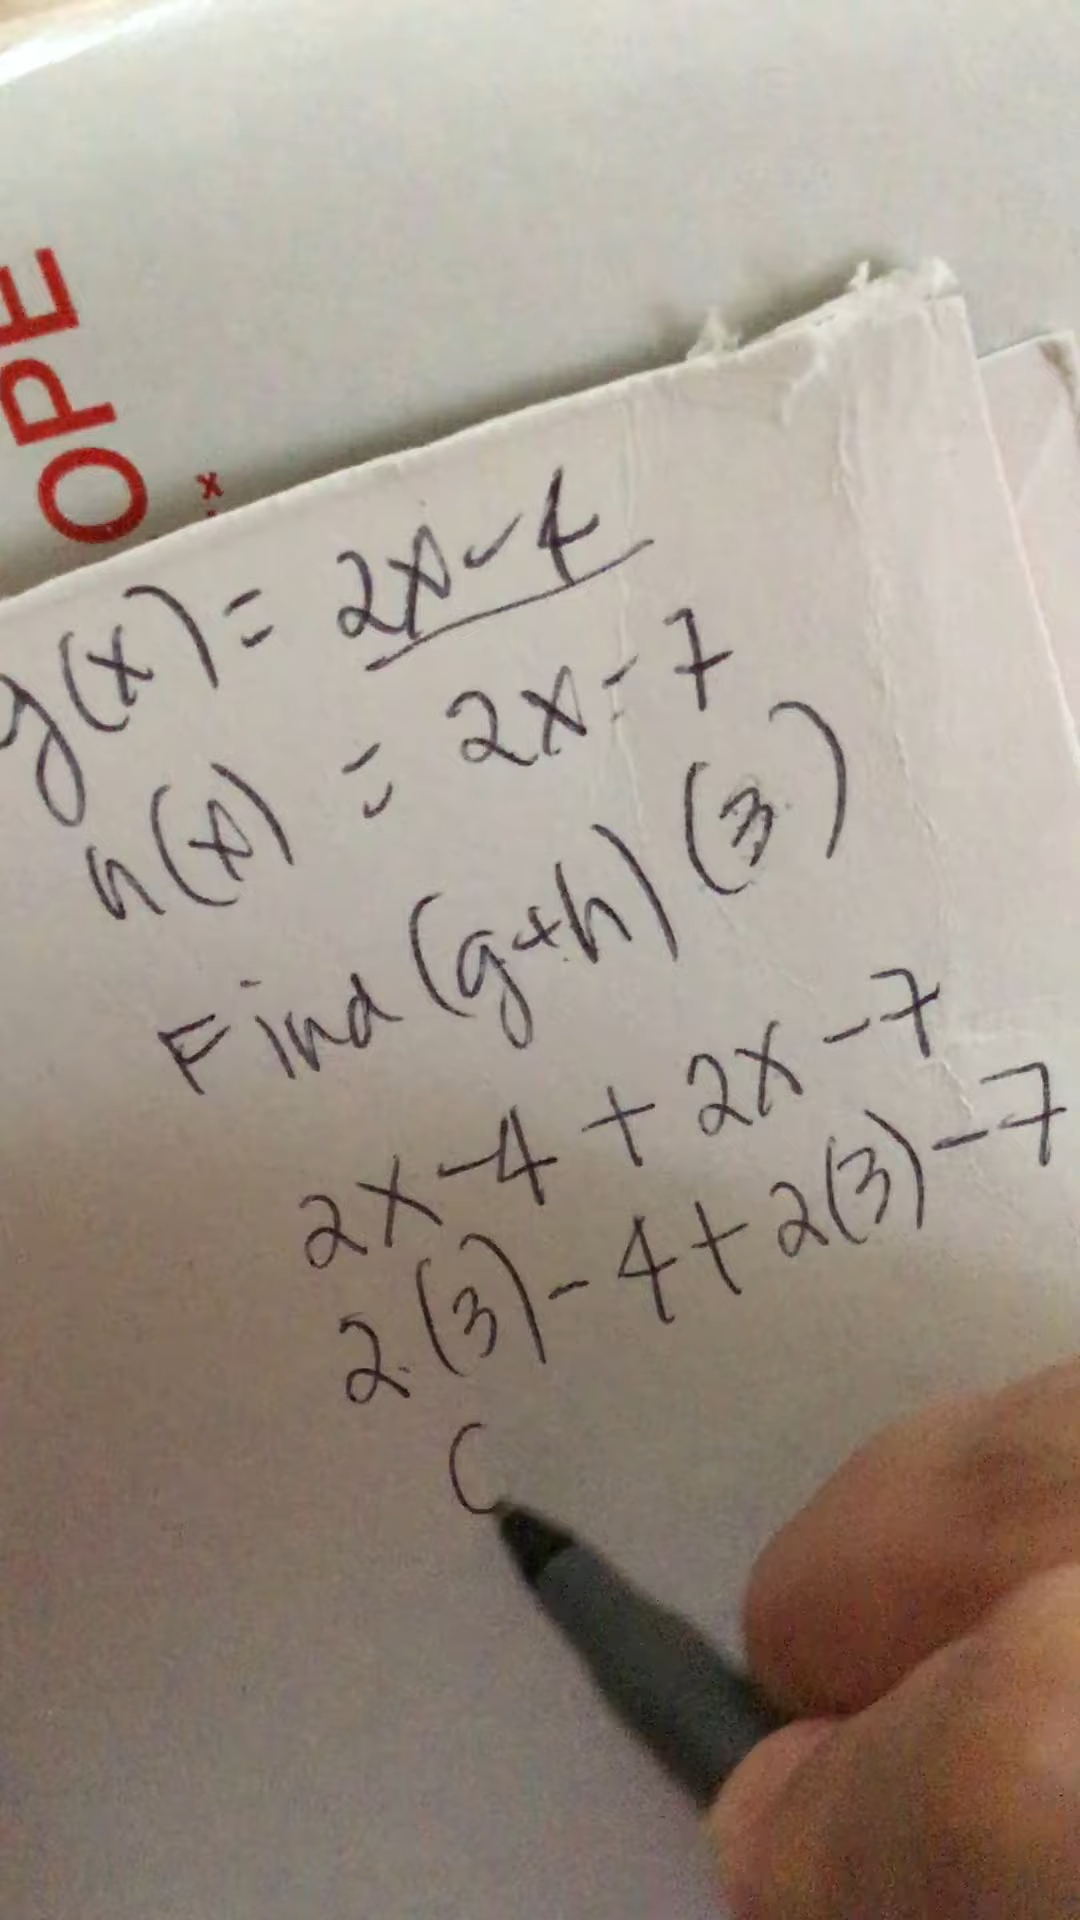 OPE
x
g(x) = 2x-4
h(x) = 2x-7
Find (g+h)(3)
2x-4+2x-7
2(3)-4+2(3)-7